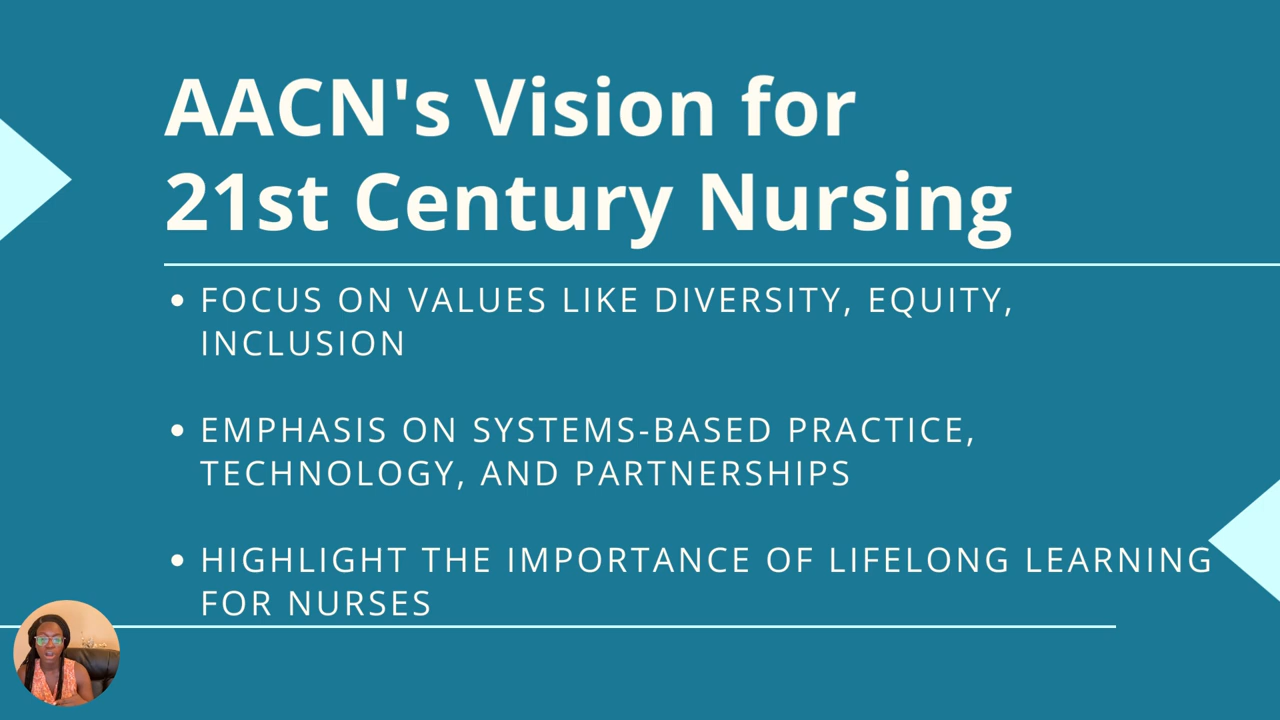 AACN's Vision for
21st Century Nursing
• FOCUS ON VALUES LIKE DIVERSITY, EQUITY,
INCLUSION
• EMPHASIS ON SYSTEMS-BASED PRACTICE,
TECHNOLOGY, AND PARTNERSHIPS
• HIGHLIGHT THE IMPORTANCE OF LIFELONG LEARNING
FOR NURSES